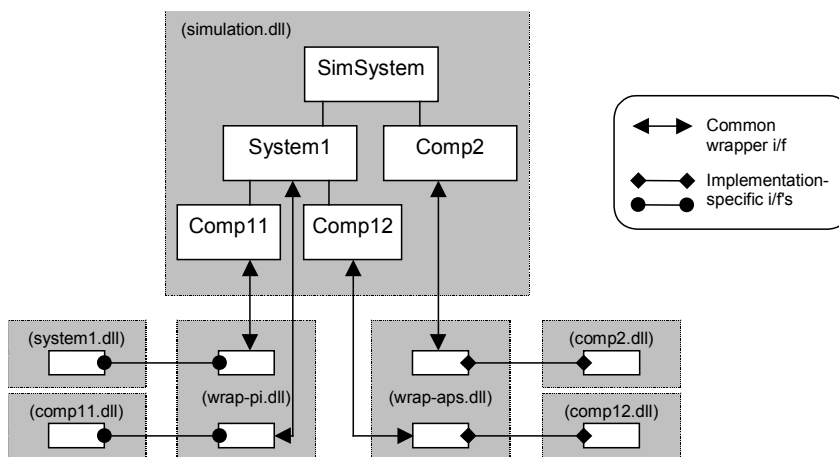 (simulation.dll)
SimSystem
System1
Comp2
Comp11
Comp12
Common
wrapper i/f
Implementation-
specific i/f's
(system1.dll)
(comp11.dll)
(wrap-pi.dll)
(wrap-aps.dll)
(comp2.dll)
(comp12.dll)